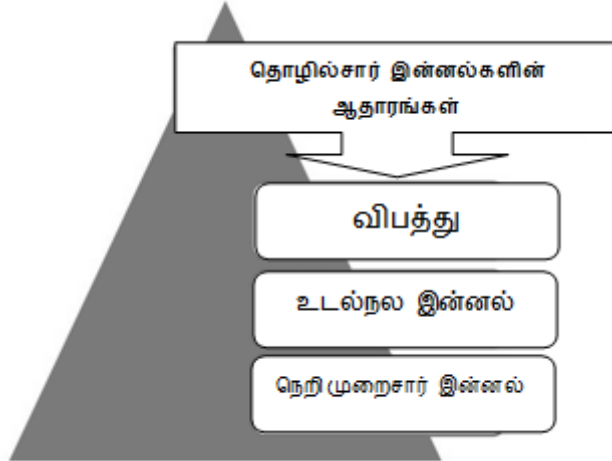 தொழில்சார் இன்னல்களின்
ஆதாரங்கள்
விபத்து
உடல்நல இன்னல்
நெறிமுறைசார் இன்னல்